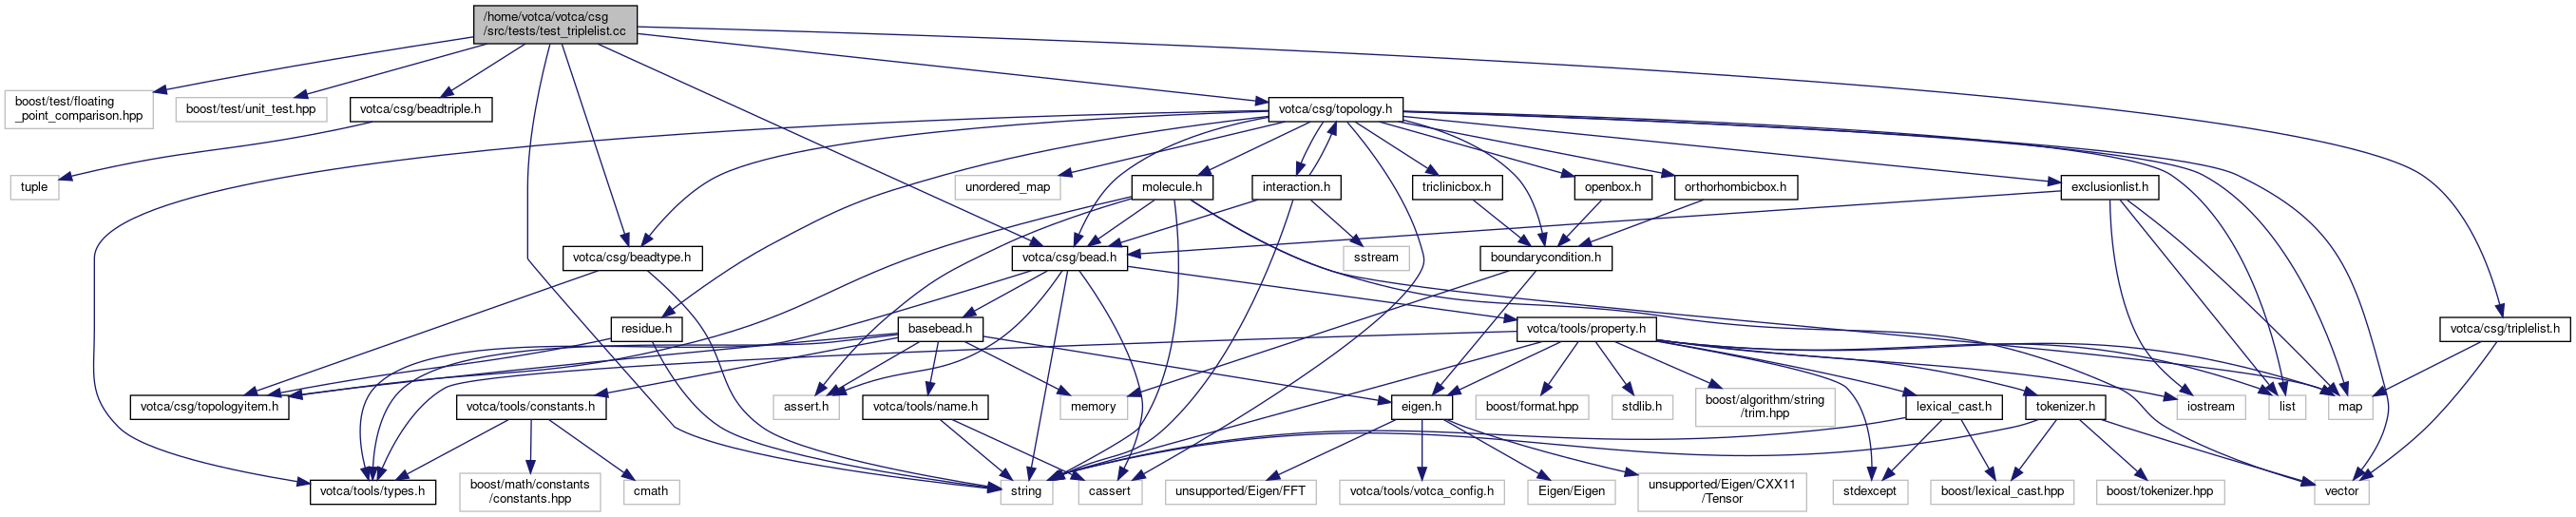 /home/votca/votca/csg
/src/tests/test_triplelist.cc
boost/test/floating
_point_comparison.hpp
boost/test/unit_test.hpp
votca/csg/beadtriple.h
votca/csg/topology.h
tuple
unordered_map
molecule.h
interaction.h
triclinicbox.h
openbox.h
orthorhombicbox.h
exclusionlist.h
votca/csg/beadtype.h
votca/csg/bead.h
sstream
boundarycondition.h
residue.h
basebead.h
votca/tools/property.h
votca/csg/triplelist.h
votca/csg/topologyitem.h
votca/tools/constants.h
assert.h
votca/tools/name.h
memory
eigen.h
boost/format.hpp
stdlib.h
boost/algorithm/string
/trim.hpp
lexical_cast.h
tokenizer.h
iostream
list
map
votca/tools/types.h
boost/math/constants
/constants.hpp
cmath
string
cassert
unsupported/Eigen/FFT
votca/tools/votca_config.h
Eigen/Eigen
unsupported/Eigen/CXX11
/Tensor
stdexcept
boost/lexical_cast.hpp
boost/tokenizer.hpp
vector